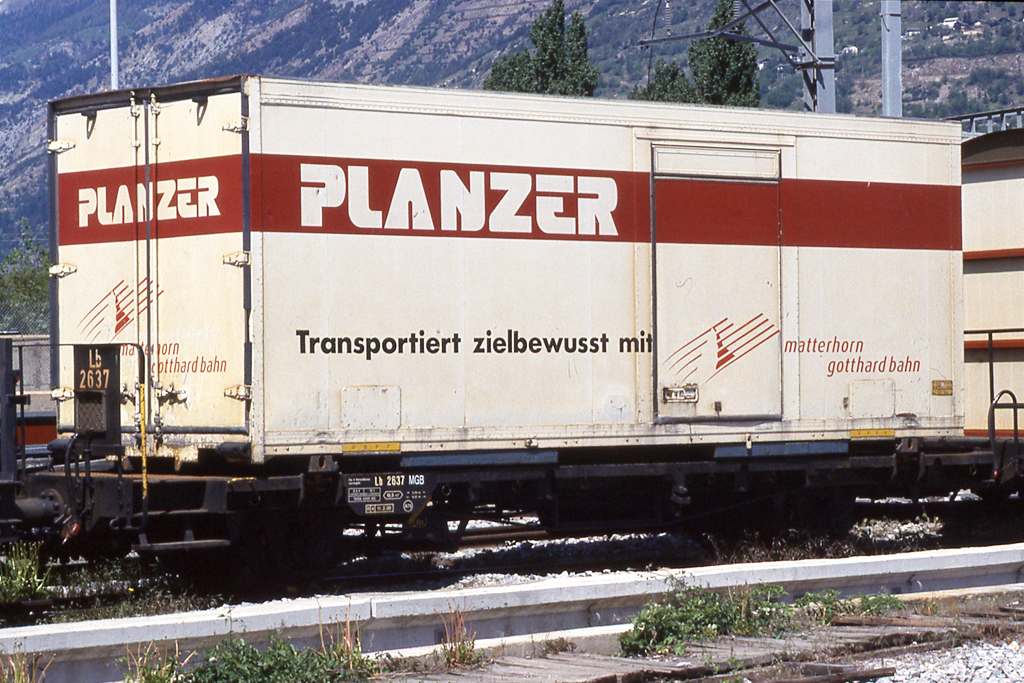 PLANZER
PLANZER
Transportiert zielbewusst mit
matterhorn
gotthard bahn
matterhorn
gotthard bahn
Lb
2637
Lb 2637 MGB